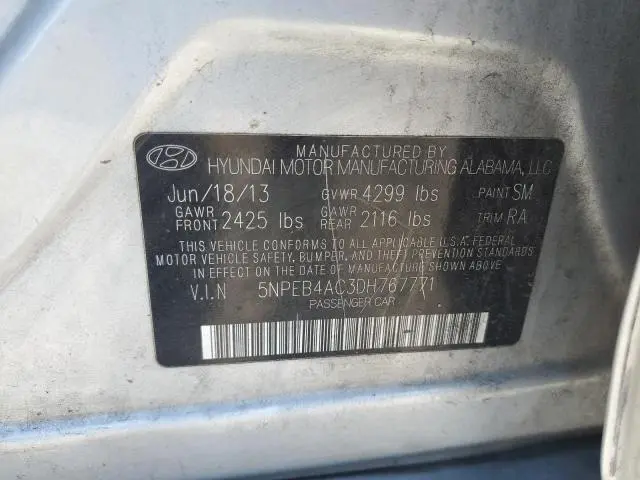 MANUFACTURED BY
HYUNDAI MOTOR MANUFACTURING ALABAMA, LLC
Jun/18/13 GVWR 4299 lbs PAINT SM
GAWR FRONT 2425 lbs GAWR REAR 2116 lbs TRIM RA
THIS VEHICLE CONFORMS TO ALL APPLICABLE U.S.A. FEDERAL
MOTOR VEHICLE SAFETY, BUMPER, AND THEFT PREVENTION STANDARDS
IN EFFECT ON THE DATE OF MANUFACTURE SHOWN ABOVE.
V.I.N 5NPEB4AC3DH767771
PASSENGER CAR